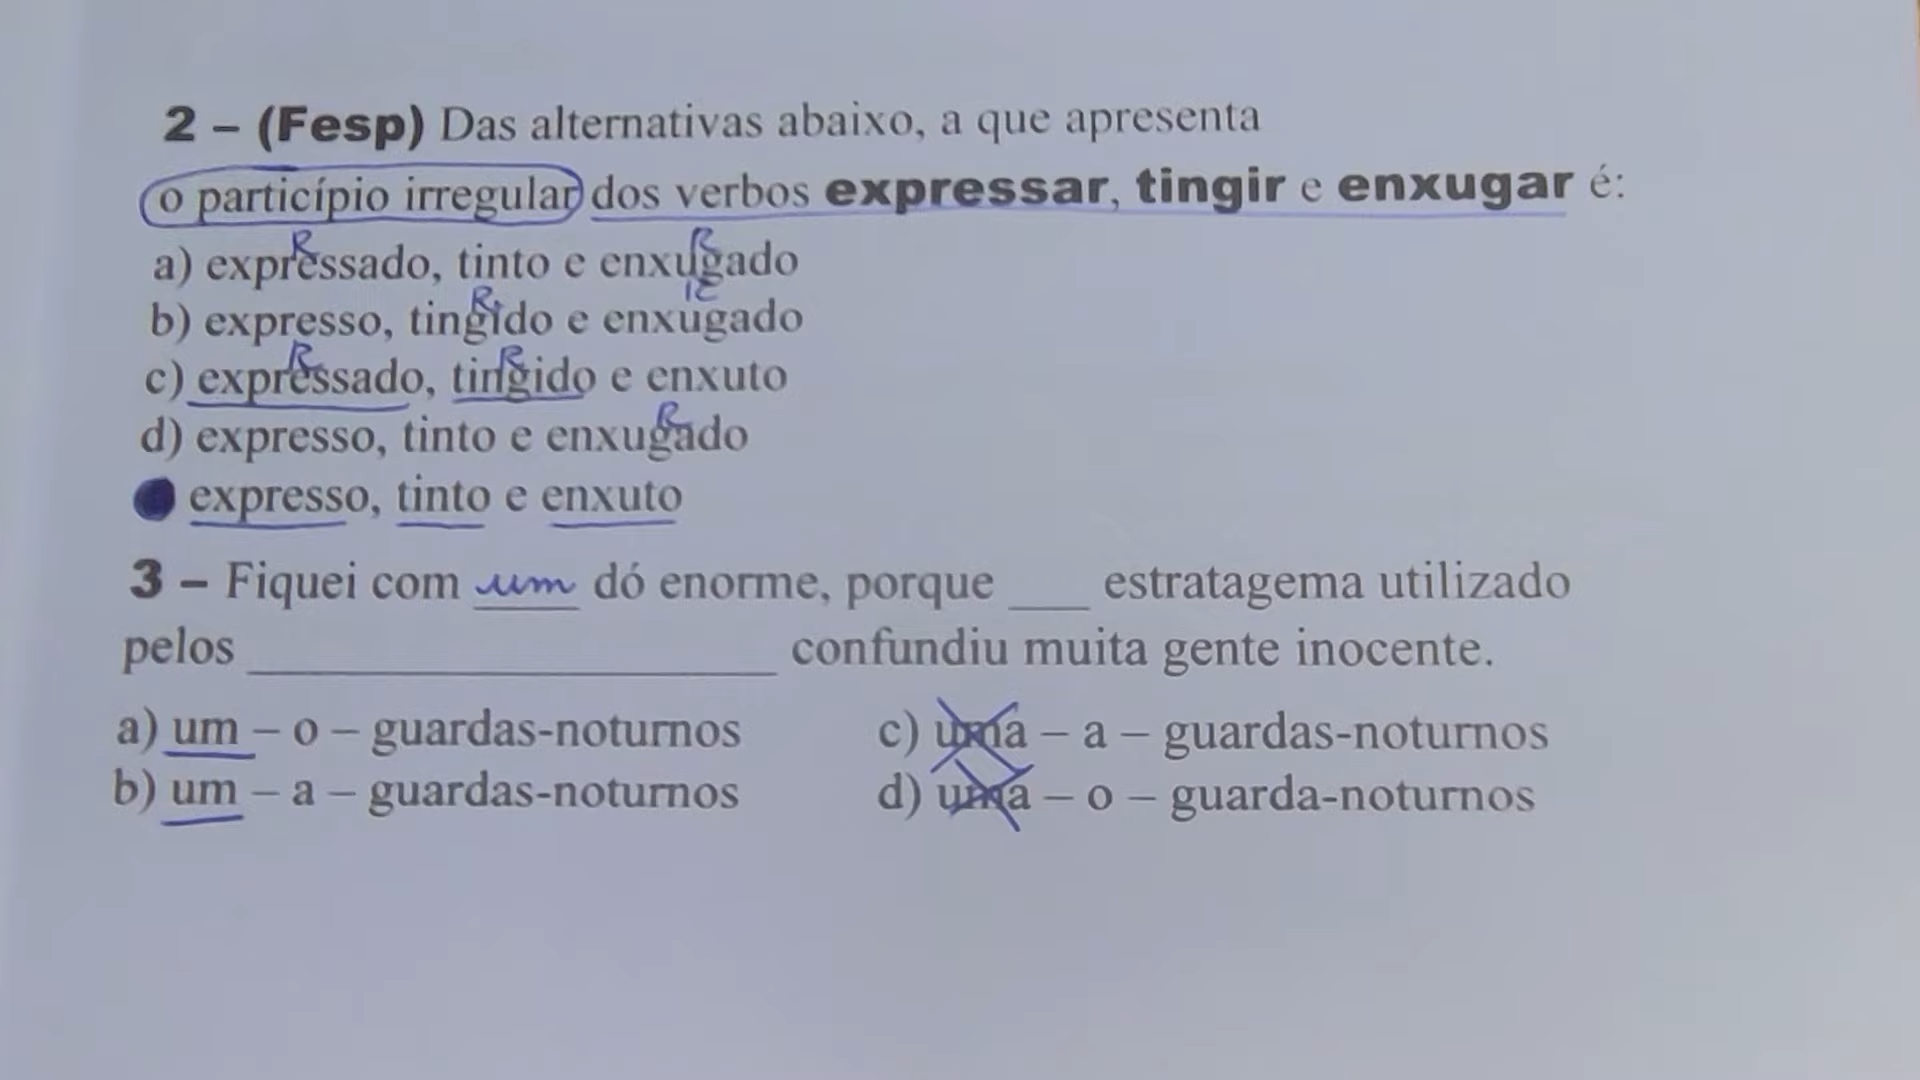 2 – (Fesp) Das alternativas abaixo, a que apresenta
o particípio irregular dos verbos expressar, tingir e enxugar é:
R R
a) expressado, tinto e enxugado
R R
b) expresso, tingido e enxugado
R R
c) expressado, tingido e enxuto
R
d) expresso, tinto e enxugado
expresso, tinto e enxuto
3 – Fiquei com um dó enorme, porque ___ estratagema utilizado
pelos ____________________ confundiu muita gente inocente.
a) um – o – guardas-noturnos
c) uma – a – guardas-noturnos
b) um – a – guardas-noturnos
d) uma – o – guarda-noturnos